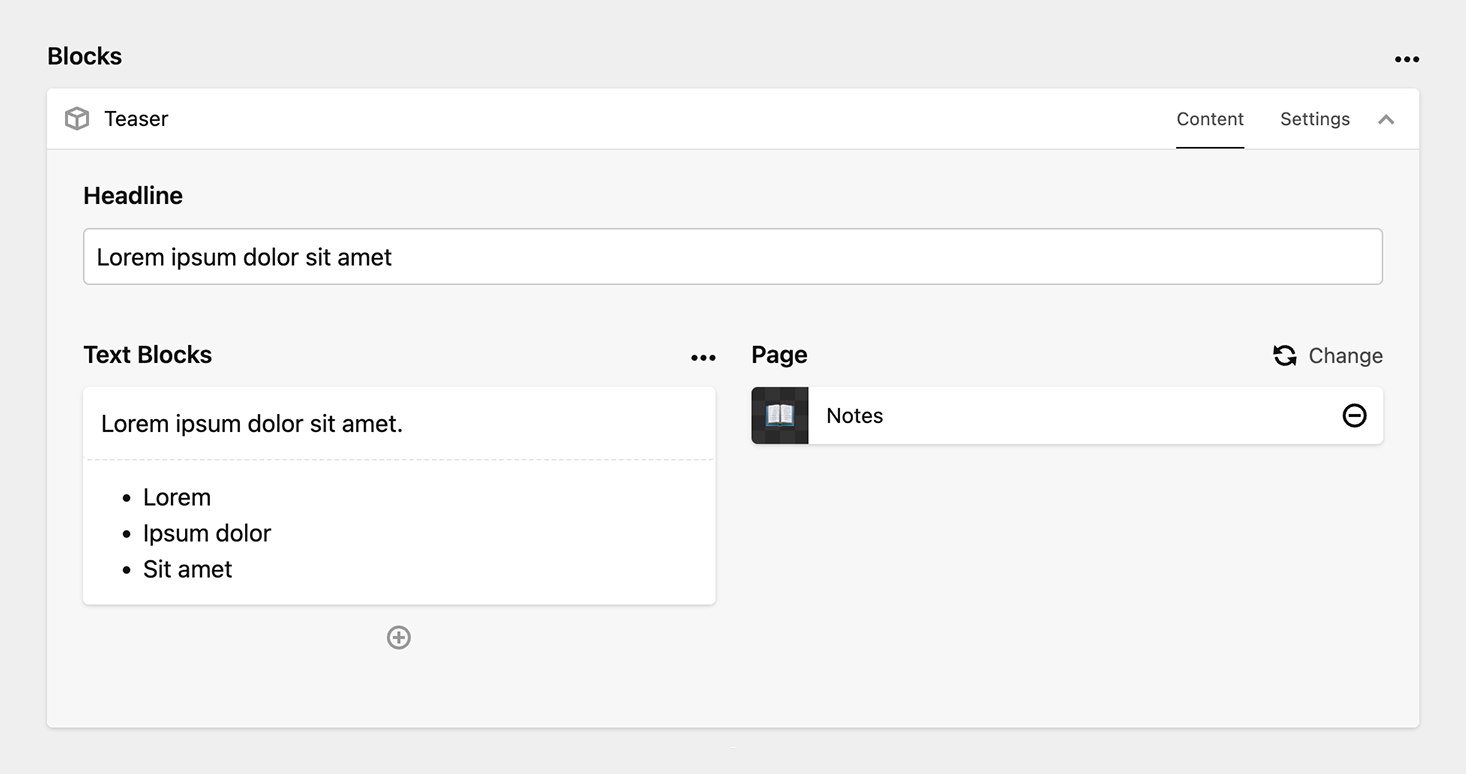 Blocks
Teaser
Content
Settings
Headline
Lorem ipsum dolor sit amet
Text Blocks
Page
Change
Lorem ipsum dolor sit amet.
Notes
Lorem
Ipsum dolor
Sit amet